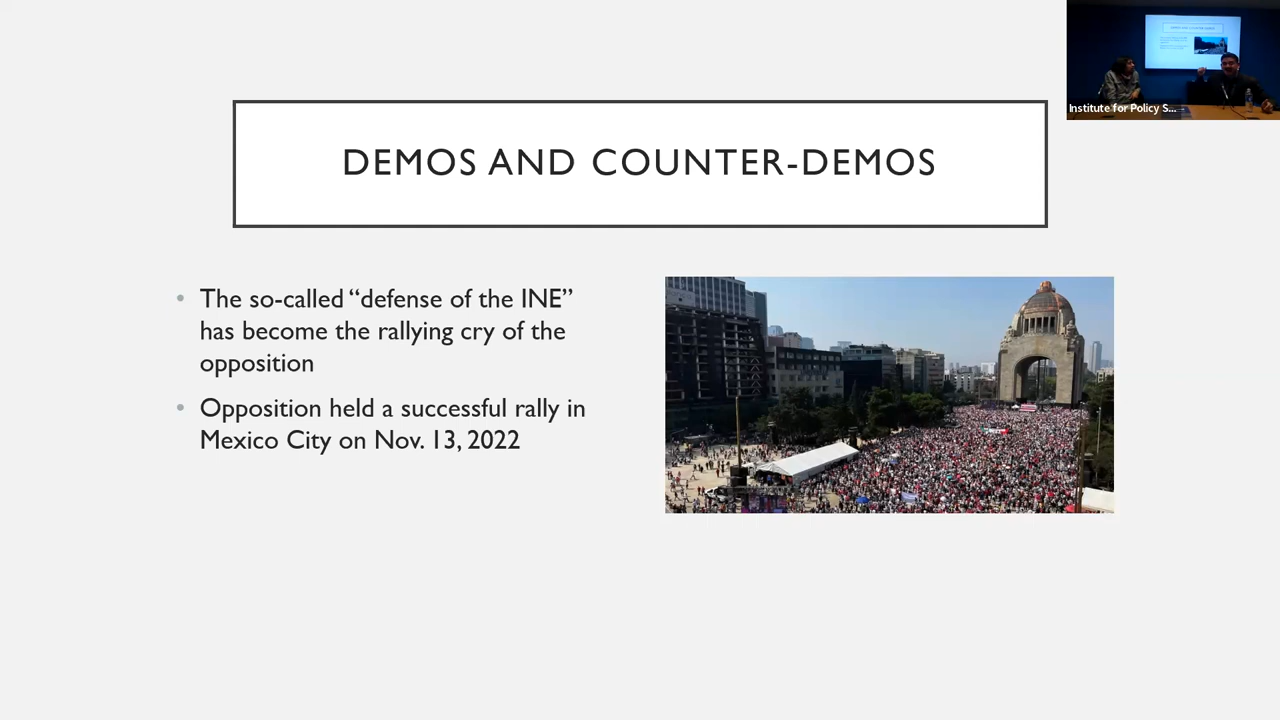 DEMOS AND COUNTER-DEMOS
Institute for Policy S...
• The so-called “defense of the INE”
has become the rallying cry of the
opposition
• Opposition held a successful rally in
Mexico City on Nov. 13, 2022